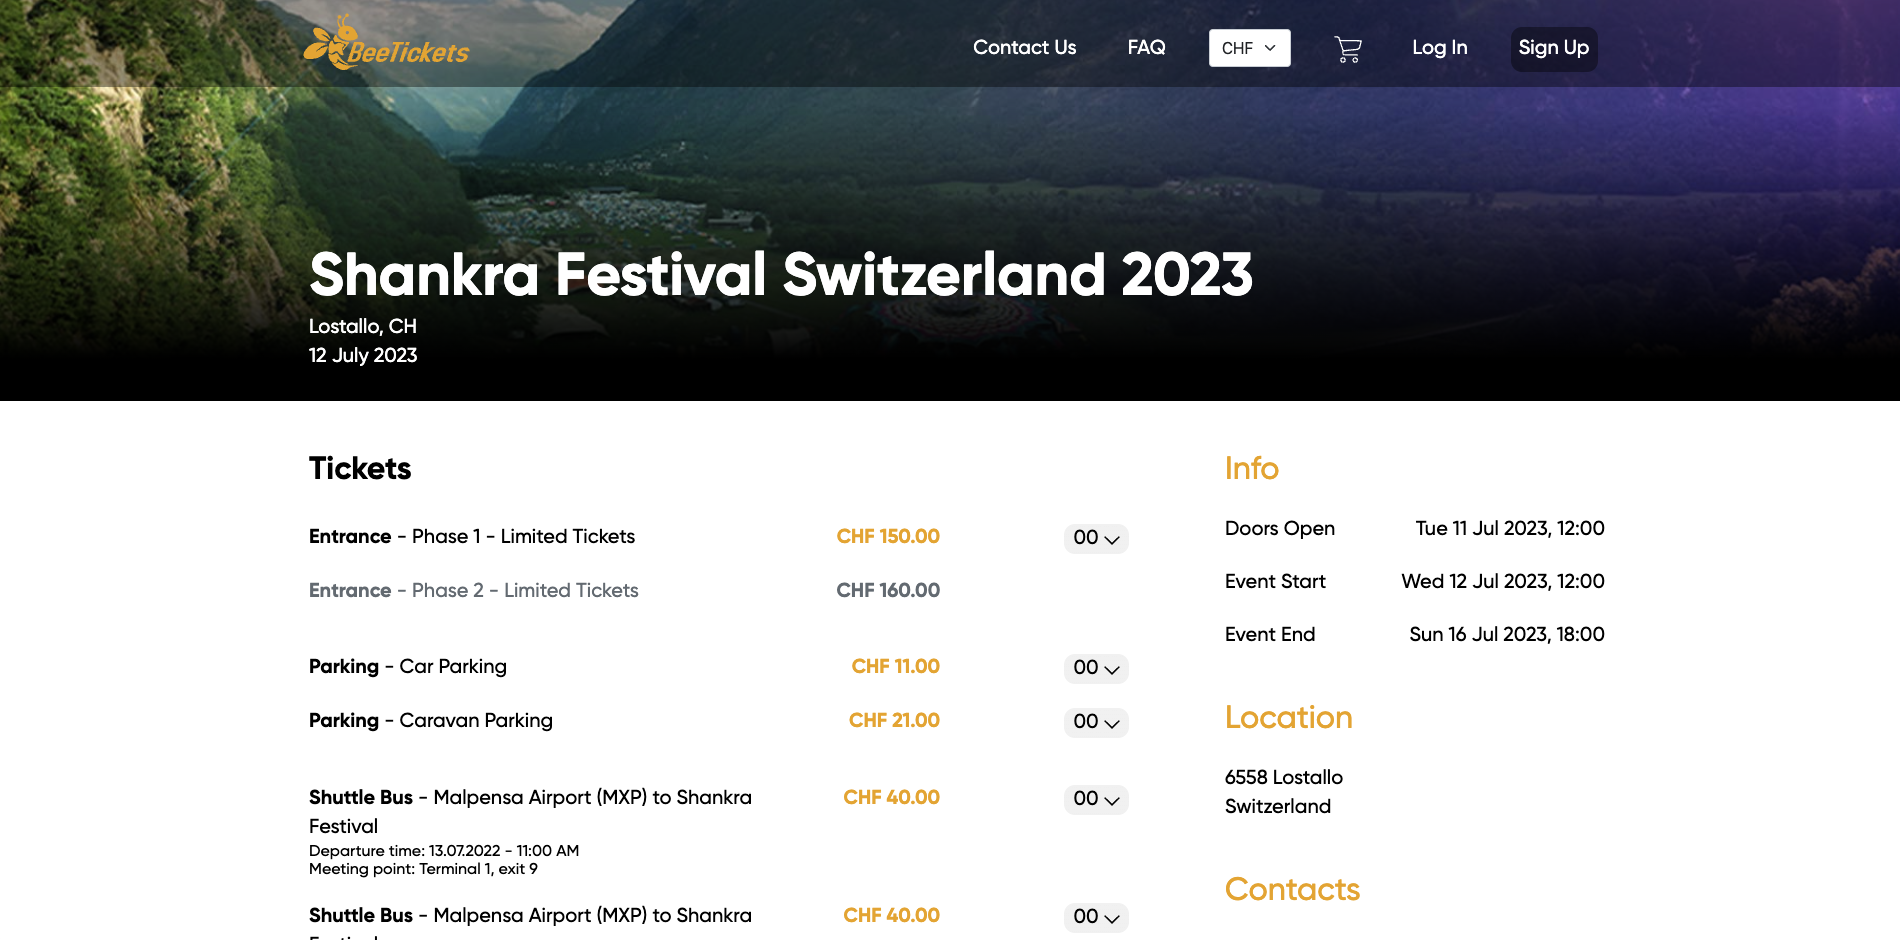 BeeTickets
Contact Us
FAQ
CHF
Log In
Sign Up
Shankra Festival Switzerland 2023
Lostallo, CH
12 July 2023
Tickets
Entrance - Phase 1 - Limited Tickets
CHF 150.00
00
Entrance - Phase 2 - Limited Tickets
CHF 160.00
Parking - Car Parking
CHF 11.00
00
Parking - Caravan Parking
CHF 21.00
00
Shuttle Bus - Malpensa Airport (MXP) to Shankra
Festival
CHF 40.00
00
Departure time: 13.07.2022 - 11:00 AM
Meeting point: Terminal 1, exit 9
Shuttle Bus - Malpensa Airport (MXP) to Shankra
CHF 40.00
00
Info
Doors Open
Tue 11 Jul 2023, 12:00
Event Start
Wed 12 Jul 2023, 12:00
Event End
Sun 16 Jul 2023, 18:00
Location
6558 Lostallo
Switzerland
Contacts